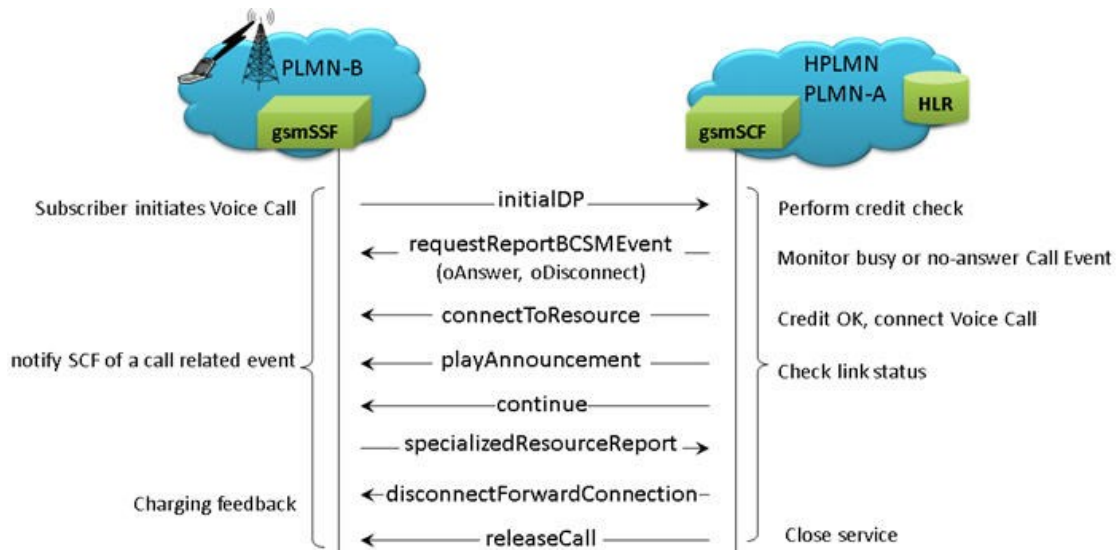 PLMN-B
gsmSSF
HPLMN
PLMN-A
HLR
gsmSCF
Subscriber initiates Voice Call
initialDP
Perform credit check
requestReportBCSMEvent
(oAnswer, oDisconnect)
Monitor busy or no-answer Call Event
connectToResource
Credit OK, connect Voice Call
notify SCF of a call related event
playAnnouncement
Check link status
continue
specializedResourceReport
Charging feedback
disconnectForwardConnection
releaseCall
Close service